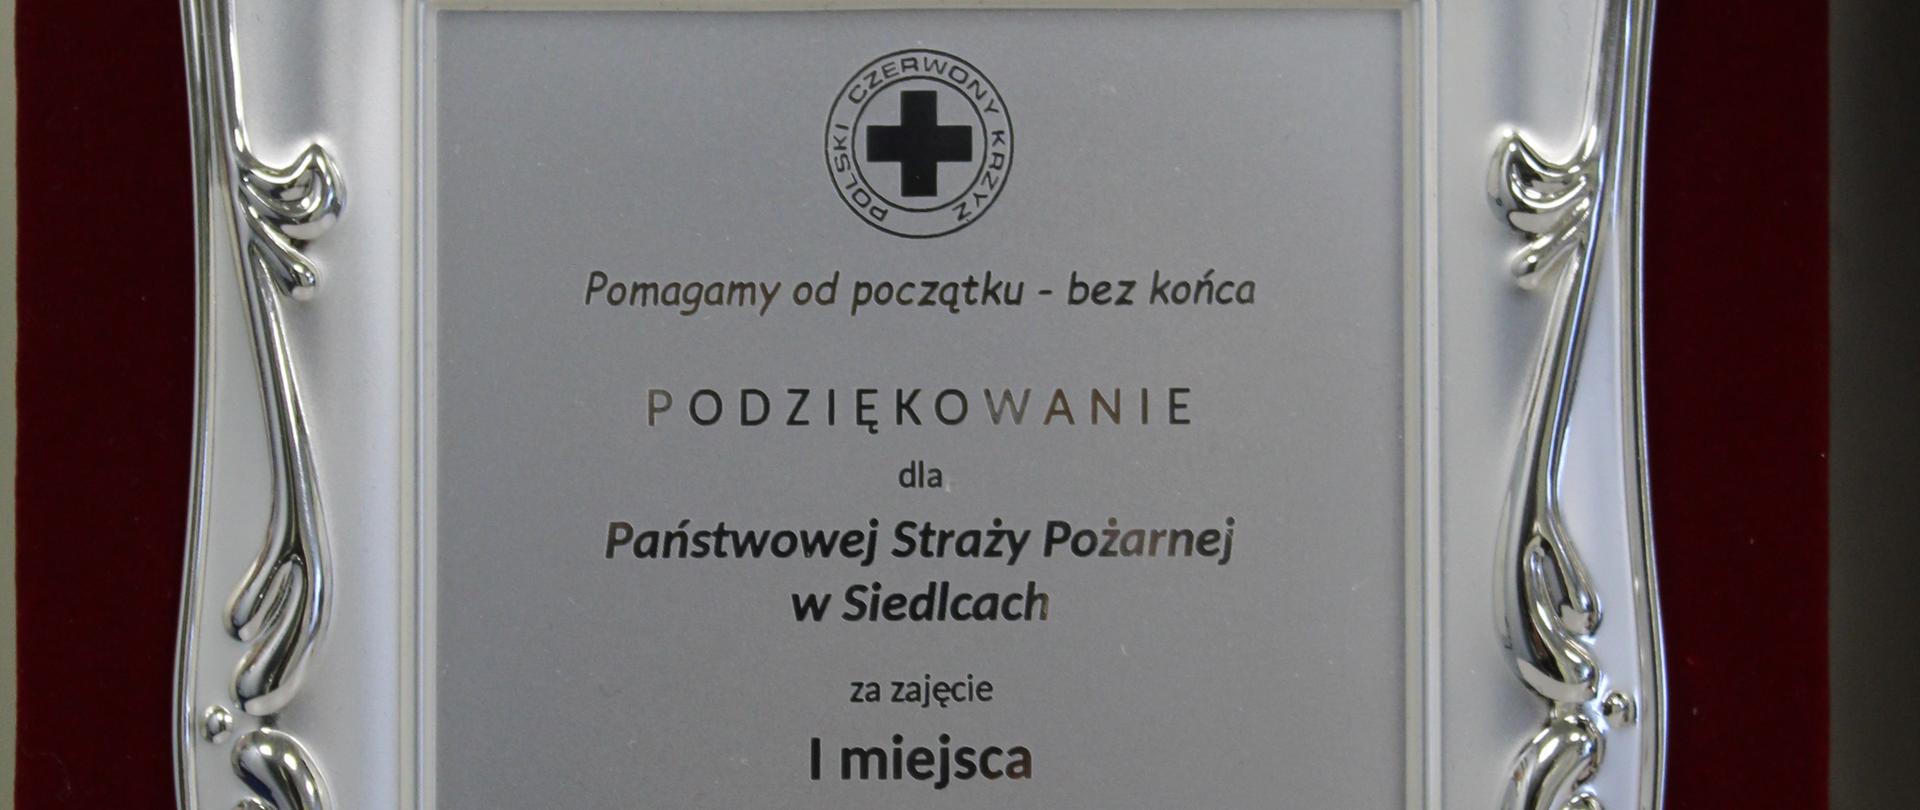 POLSKI CZERWONY KRZYŻ
Pomagamy od początku - bez końca
PODZIĘKOWANIE
dla
Państwowej Straży Pożarnej
w Siedlcach
za zajęcie
I miejsca